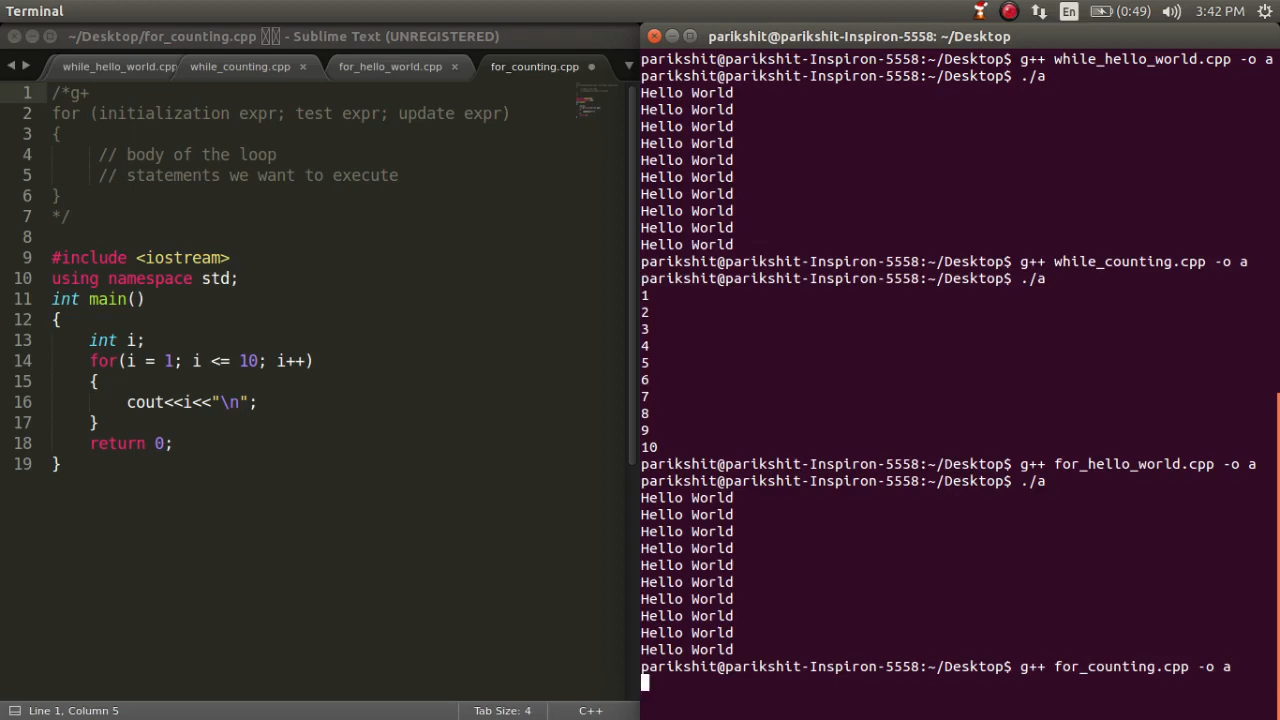 Terminal
En
(0:49)
3:42 PM
~/Desktop/for_counting.cpp - Sublime Text (UNREGISTERED)
while_hello_world.cpp
while_counting.cpp ×
for_hello_world.cpp ×
for_counting.cpp
1 /*g+
2 for (initialization expr; test expr; update expr)
3 {
4 // body of the loop
5 // statements we want to execute
6 }
7 */
8
9 #include <iostream>
10 using namespace std;
11 int main()
12 {
13 int i;
14 for(i = 1; i <= 10; i++)
15 {
16 cout<<i<<"\n";
17 }
18 return 0;
19 }
Line 1, Column 5
Tab Size: 4
C++
parikshit@parikshit-Inspiron-5558: ~/Desktop
parikshit@parikshit-Inspiron-5558:~/Desktop$ g++ while_hello_world.cpp -o a
parikshit@parikshit-Inspiron-5558:~/Desktop$ ./a
Hello World
Hello World
Hello World
Hello World
Hello World
Hello World
Hello World
Hello World
Hello World
Hello World
parikshit@parikshit-Inspiron-5558:~/Desktop$ g++ while_counting.cpp -o a
parikshit@parikshit-Inspiron-5558:~/Desktop$ ./a
1
2
3
4
5
6
7
8
9
10
parikshit@parikshit-Inspiron-5558:~/Desktop$ g++ for_hello_world.cpp -o a
parikshit@parikshit-Inspiron-5558:~/Desktop$ ./a
Hello World
Hello World
Hello World
Hello World
Hello World
Hello World
Hello World
Hello World
Hello World
Hello World
parikshit@parikshit-Inspiron-5558:~/Desktop$ g++ for_counting.cpp -o a